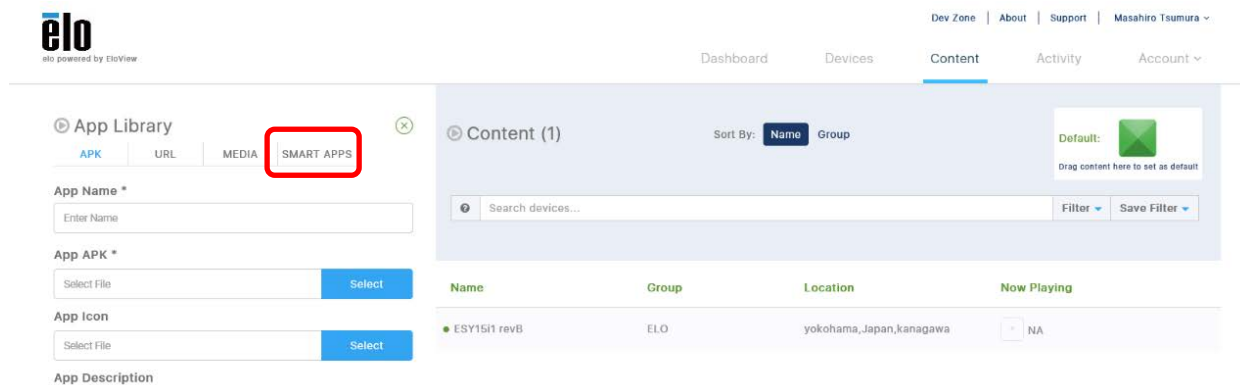 elo
elo powered by EloView
Dev Zone | About | Support | Masahiro Tsumura
Dashboard Devices Content Activity Account
App Library
APK URL MEDIA SMART APPS
App Name *
Enter Name
App APK *
Select File Select
App Icon
Select File Select
App Description
Content (1)
Sort By: Name Group
Default:
Drag content here to set as default
Search devices...
Filter Save Filter
Name Group Location Now Playing
ESY15i1 revB ELO yokohama,Japan,kanagawa NA